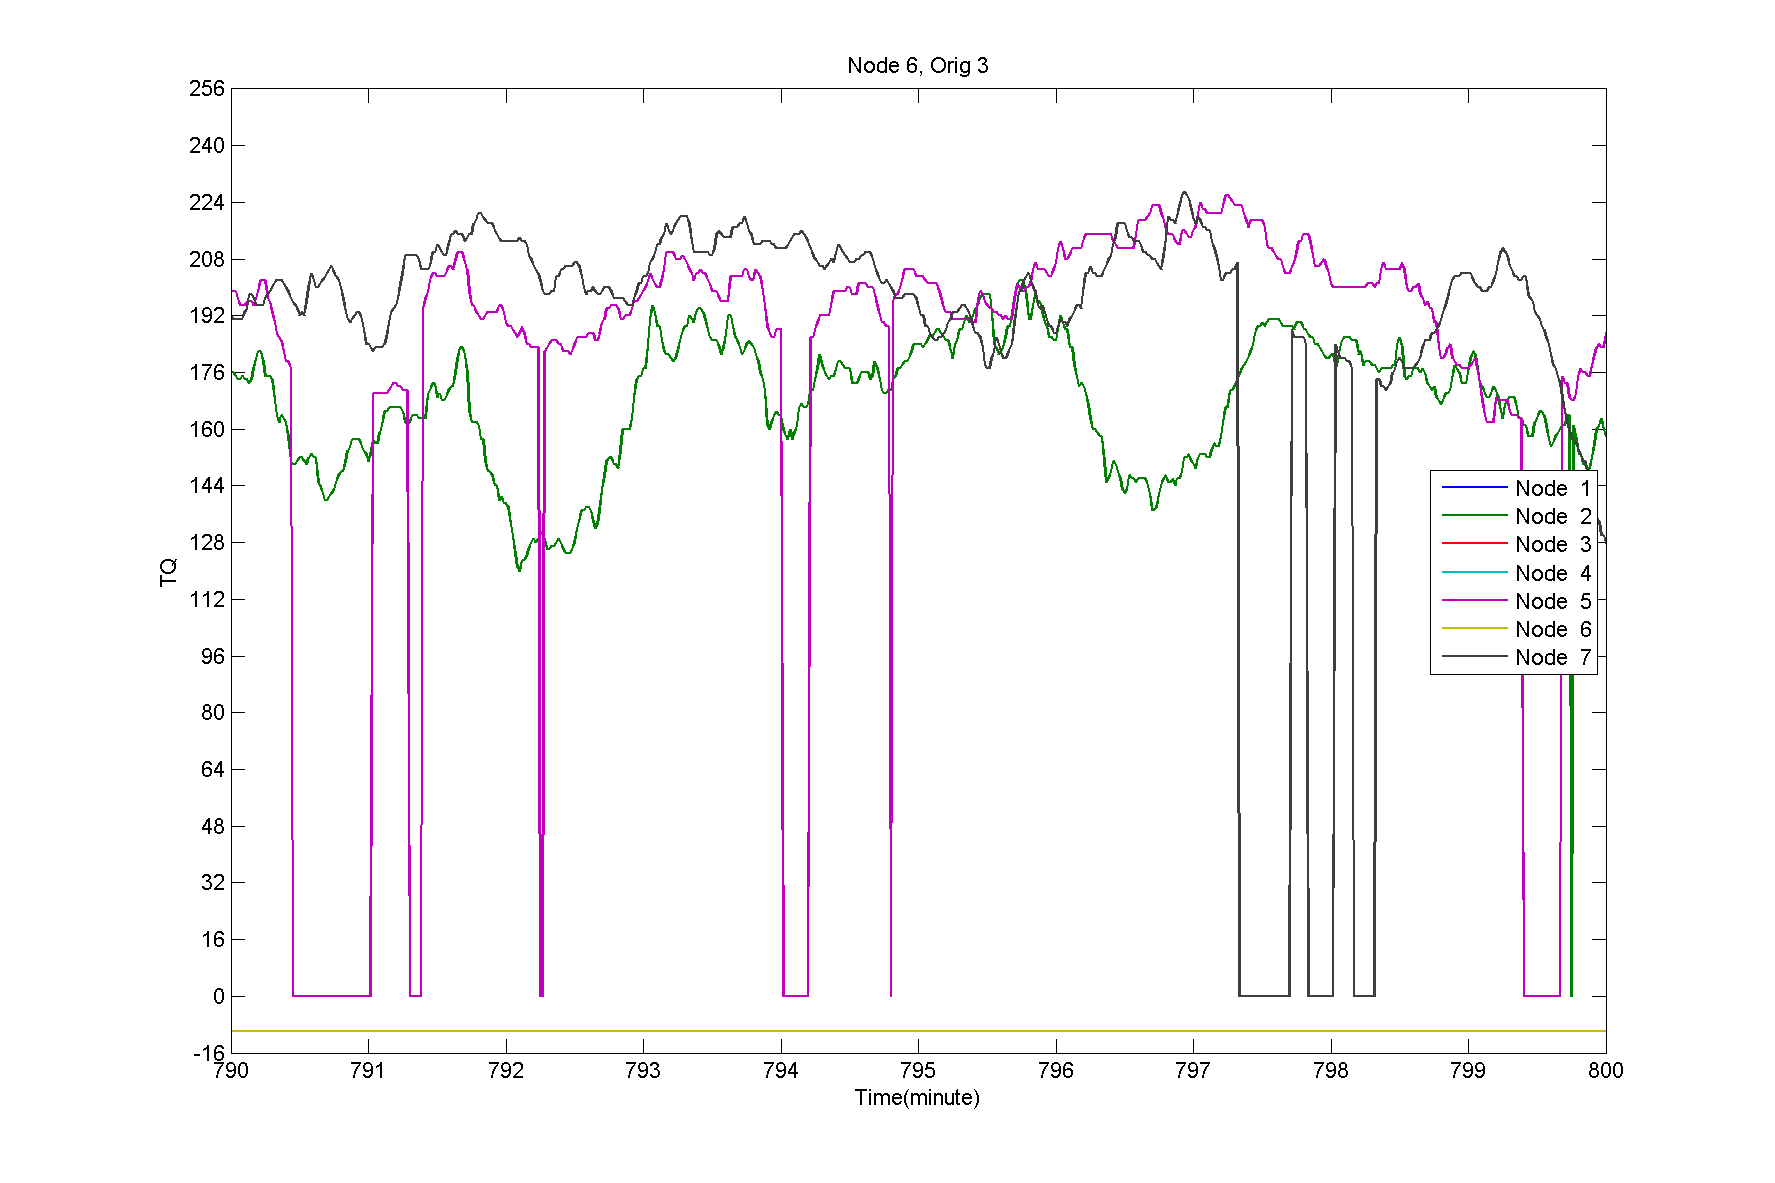 Node 6, Orig 3
256
240
224
208
192
176
160
144
128
112
96
80
64
48
32
16
0
-16
TQ
Node 1
Node 2
Node 3
Node 4
Node 5
Node 6
Node 7
790 791 792 793 794 795 796 797 798 799 800
Time(minute)